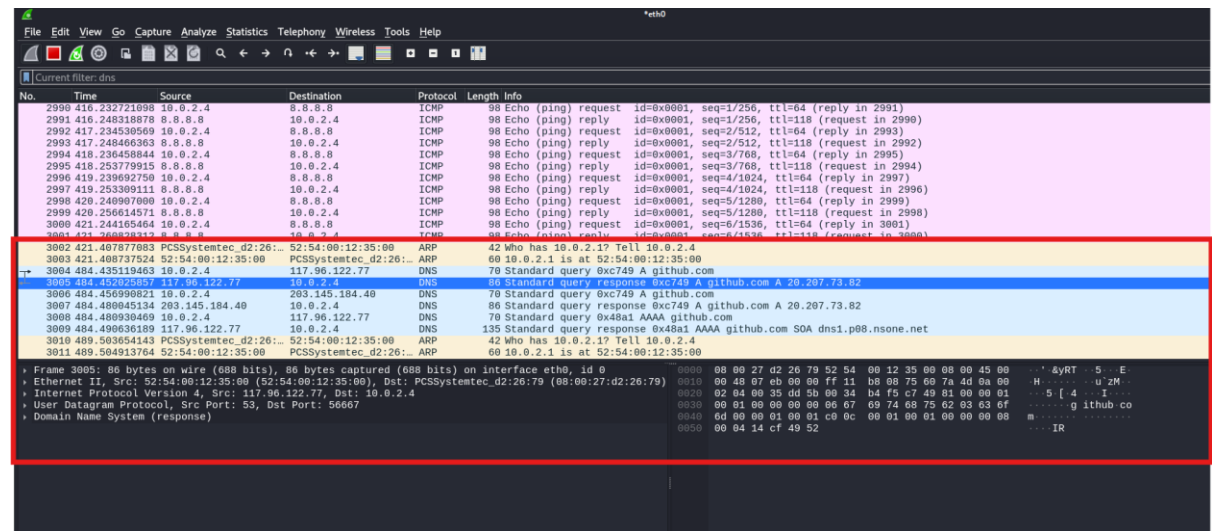 *eth0
File Edit View Go Capture Analyze Statistics Telephony Wireless Tools Help
Current filter: dns
No. Time Source Destination Protocol Length Info
2990 416.232721098 10.0.2.4 8.8.8.8 ICMP 98 Echo (ping) request id=0x0001, seq=1/256, ttl=64 (reply in 2991)
2991 416.248318878 8.8.8.8 10.0.2.4 ICMP 98 Echo (ping) reply id=0x0001, seq=1/256, ttl=118 (request in 2990)
2992 417.234530569 10.0.2.4 8.8.8.8 ICMP 98 Echo (ping) request id=0x0001, seq=2/512, ttl=64 (reply in 2993)
2993 417.248466363 8.8.8.8 10.0.2.4 ICMP 98 Echo (ping) reply id=0x0001, seq=2/512, ttl=118 (request in 2992)
2994 418.236458844 10.0.2.4 8.8.8.8 ICMP 98 Echo (ping) request id=0x0001, seq=3/768, ttl=64 (reply in 2995)
2995 418.253779915 8.8.8.8 10.0.2.4 ICMP 98 Echo (ping) reply id=0x0001, seq=3/768, ttl=118 (request in 2994)
2996 419.239692750 10.0.2.4 8.8.8.8 ICMP 98 Echo (ping) request id=0x0001, seq=4/1024, ttl=64 (reply in 2997)
2997 419.253309111 8.8.8.8 10.0.2.4 ICMP 98 Echo (ping) reply id=0x0001, seq=4/1024, ttl=118 (request in 2996)
2998 420.240907000 10.0.2.4 8.8.8.8 ICMP 98 Echo (ping) request id=0x0001, seq=5/1280, ttl=64 (reply in 2999)
2999 420.256614571 8.8.8.8 10.0.2.4 ICMP 98 Echo (ping) reply id=0x0001, seq=5/1280, ttl=118 (request in 2998)
3000 421.244165464 10.0.2.4 8.8.8.8 ICMP 98 Echo (ping) request id=0x0001, seq=6/1536, ttl=64 (reply in 3001)
3001 421.260828312 8.8.8.8 10.0.2.4 ICMP 98 Echo (ping) reply id=0x0001, seq=6/1536, ttl=118 (request in 3000)
3002 421.407877083 PCSSystemtec_d2:26:… 52:54:00:12:35:00 ARP 42 Who has 10.0.2.1? Tell 10.0.2.4
3003 421.408737524 52:54:00:12:35:00 PCSSystemtec_d2:26:… ARP 60 10.0.2.1 is at 52:54:00:12:35:00
3004 484.435119463 10.0.2.4 117.96.122.77 DNS 70 Standard query 0xc749 A github.com
3005 484.452025857 117.96.122.77 10.0.2.4 DNS 86 Standard query response 0xc749 A github.com A 20.207.73.82
3006 484.456990821 10.0.2.4 203.145.184.40 DNS 70 Standard query 0xc749 A github.com
3007 484.480045134 203.145.184.40 10.0.2.4 DNS 86 Standard query response 0xc749 A github.com A 20.207.73.82
3008 484.480930469 10.0.2.4 117.96.122.77 DNS 70 Standard query 0x48a1 AAAA github.com
3009 484.490636189 117.96.122.77 10.0.2.4 DNS 135 Standard query response 0x48a1 AAAA github.com SOA dns1.p08.nsone.net
3010 489.503654143 PCSSystemtec_d2:26:… 52:54:00:12:35:00 ARP 42 Who has 10.0.2.1? Tell 10.0.2.4
3011 489.504913764 52:54:00:12:35:00 PCSSystemtec_d2:26:… ARP 60 10.0.2.1 is at 52:54:00:12:35:00
Frame 3005: 86 bytes on wire (688 bits), 86 bytes captured (688 bits) on interface eth0, id 0
Ethernet II, Src: 52:54:00:12:35:00 (52:54:00:12:35:00), Dst: PCSSystemtec_d2:26:79 (08:00:27:d2:26:79)
Internet Protocol Version 4, Src: 117.96.122.77, Dst: 10.0.2.4
User Datagram Protocol, Src Port: 53, Dst Port: 56667
Domain Name System (response)
0000 08 00 27 d2 26 79 52 54 00 12 35 00 08 00 45 00 ··'·&yRT ··5···E·
0010 00 48 07 eb 00 00 ff 11 b8 08 75 60 7a 4d 0a 00 ·H······ ··u`zM··
0020 02 04 00 35 dd 5b 00 34 b4 f5 c7 49 81 00 00 01 ···5·[·4 ···I····
0030 00 01 00 00 00 00 06 67 69 74 68 75 62 03 63 6f ·······g ithub·co
0040 6d 00 00 01 00 01 c0 0c 00 01 00 01 00 00 00 08 m······· ········
0050 00 04 14 cf 49 52 ····IR